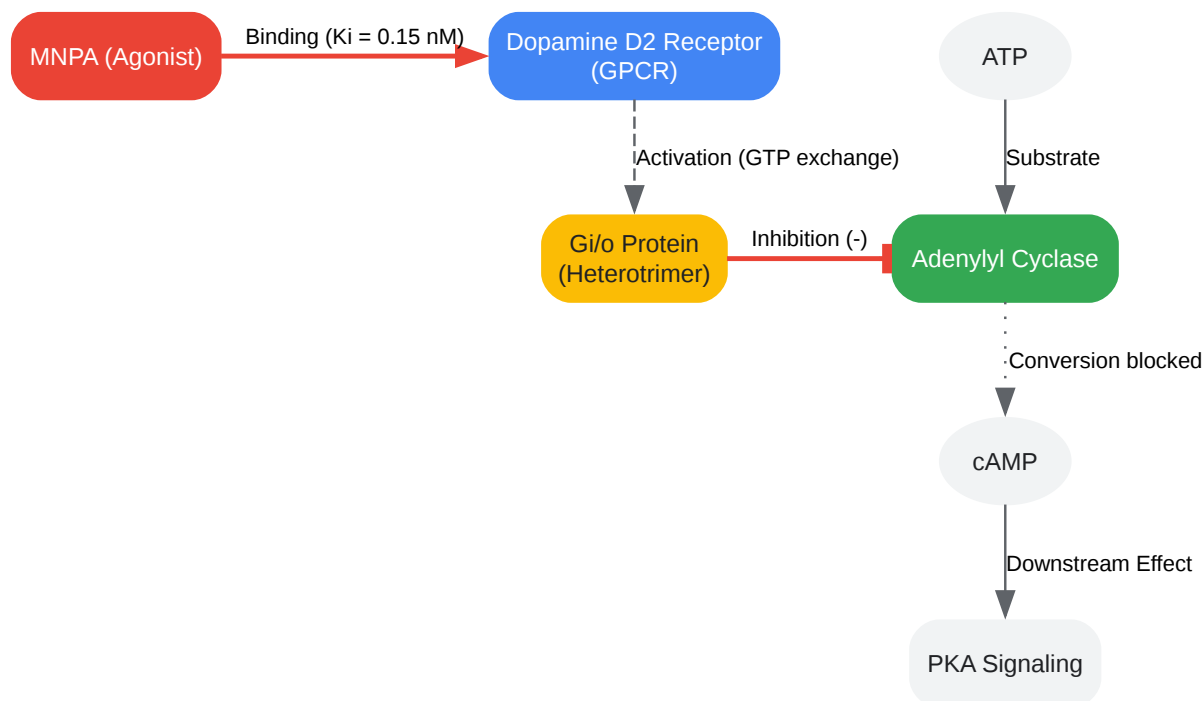 MNPA (Agonist)
Binding (Ki = 0.15 nM)
Dopamine D2 Receptor
(GPCR)
ATP
Activation (GTP exchange)
Substrate
Gi/o Protein
(Heterotrimer)
Inhibition (-)
Adenylyl Cyclase
Conversion blocked
cAMP
Downstream Effect
PKA Signaling